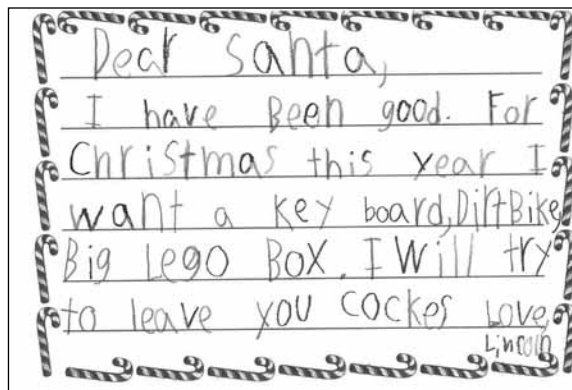 Dear Santa,
I have Been good. For
Christmas this year I
want a Key board, DirtBike,
Big Lego Box. I Will try
to leave you cockes Love,
Lincoln